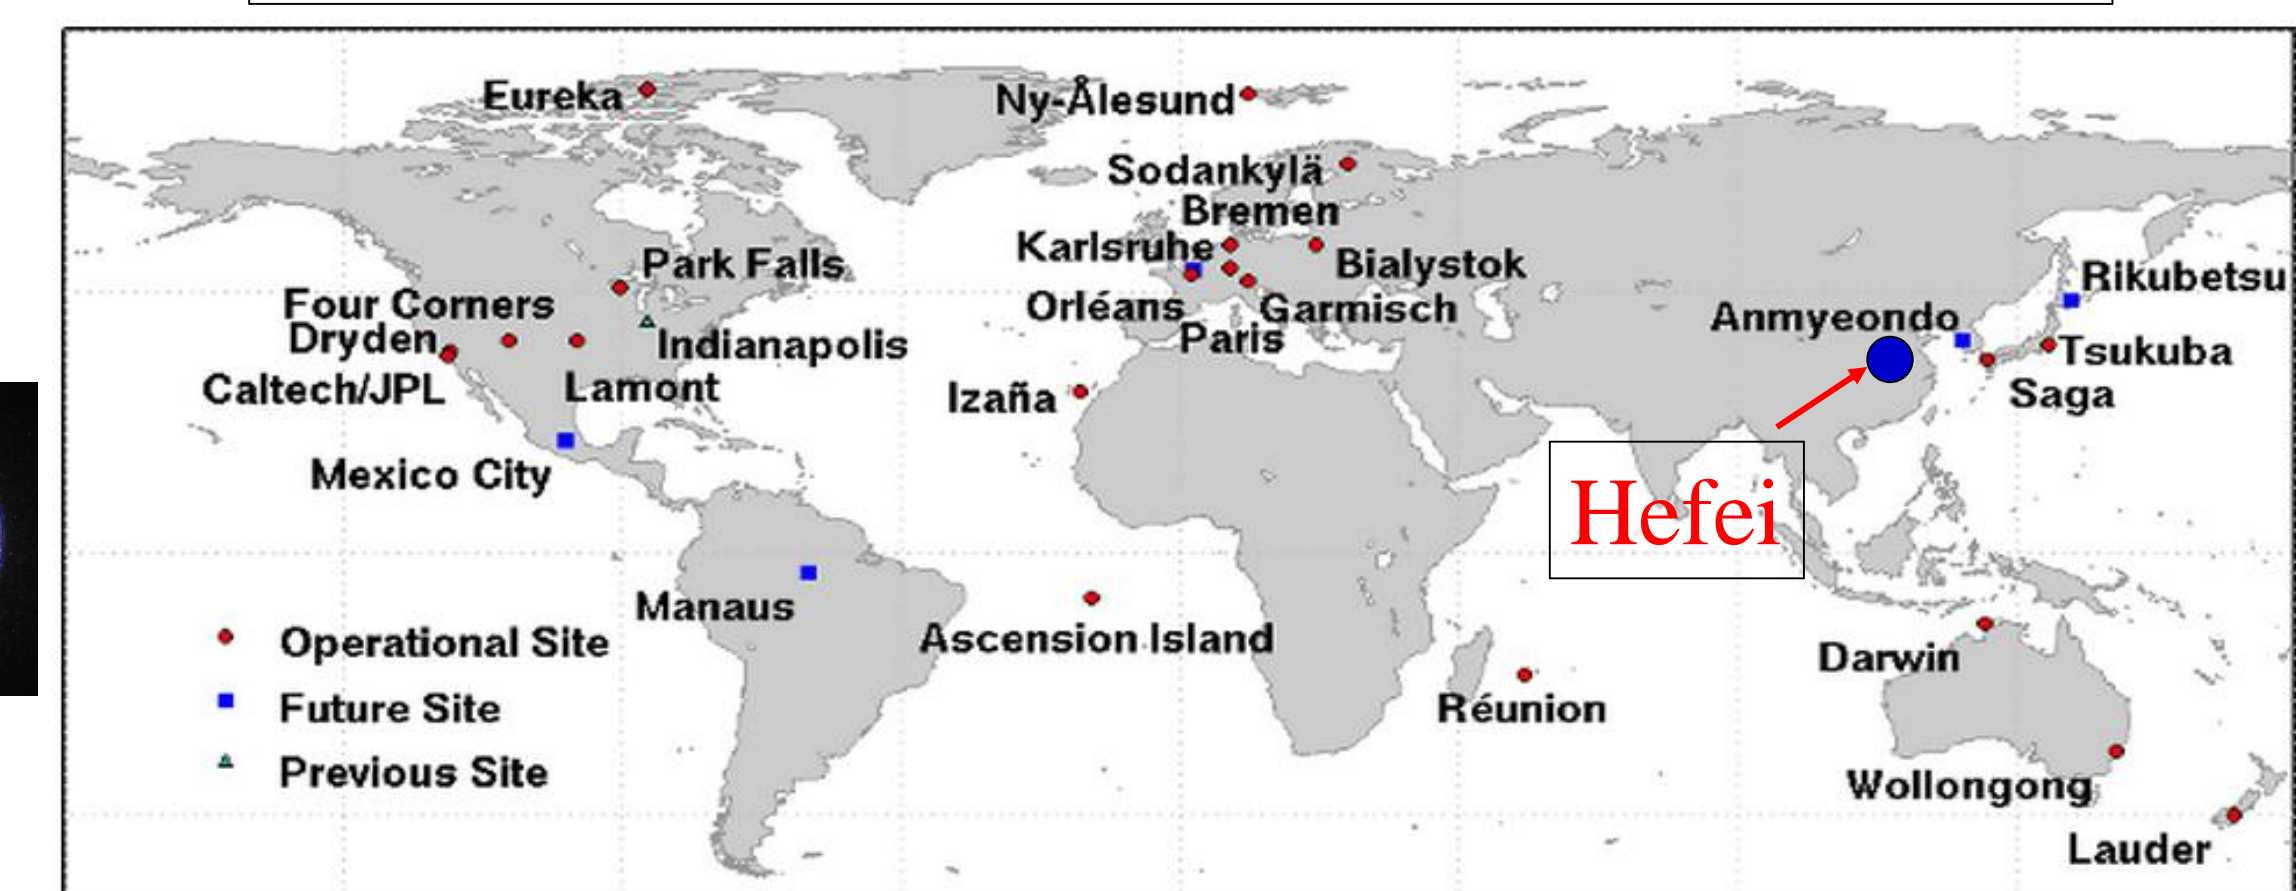 Eureka
Ny-Ålesund
Sodankylä
Bremen
Karlsruhe
Park Falls
Bialystok
Rikubetsu
Four Corners
Orléans
Garmisch
Anmyeondo
Dryden
Indianapolis
Paris
Tsukuba
Caltech/JPL
Lamont
Izaña
Saga
Mexico City
Hefei
Manaus
Ascension Island
Darwin
Réunion
Wollongong
Lauder
Operational Site
Future Site
Previous Site